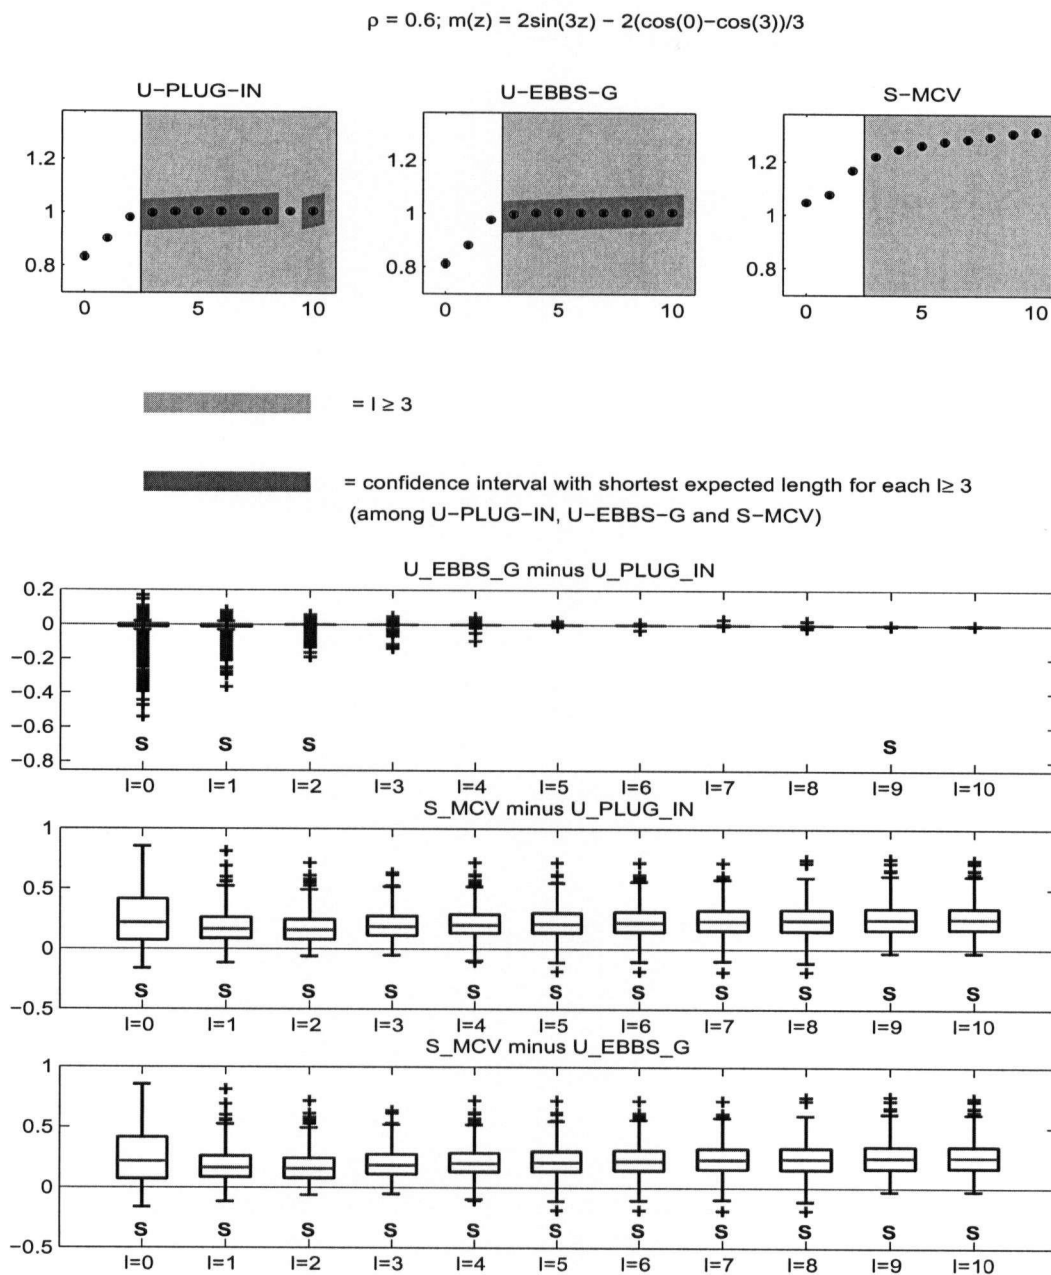 ρ = 0.6; m(z) = 2sin(3z) − 2(cos(0)−cos(3))/3
U−PLUG−IN
U−EBBS−G
S−MCV
1.2
1
0.8
0 5 10
1.2
1
0.8
0 5 10
1.2
1
0.8
0 5 10
= l ≥ 3
= confidence interval with shortest expected length for each l≥ 3
(among U−PLUG−IN, U−EBBS−G and S−MCV)
U_EBBS_G minus U_PLUG_IN
0.2
0
−0.2
−0.4
−0.6
−0.8
S S S S
l=0 l=1 l=2 l=3 l=4 l=5 l=6 l=7 l=8 l=9 l=10
S_MCV minus U_PLUG_IN
1
0.5
0
−0.5
S S S S S S S S S S S
l=0 l=1 l=2 l=3 l=4 l=5 l=6 l=7 l=8 l=9 l=10
S_MCV minus U_EBBS_G
1
0.5
0
−0.5
S S S S S S S S S S S
l=0 l=1 l=2 l=3 l=4 l=5 l=6 l=7 l=8 l=9 l=10